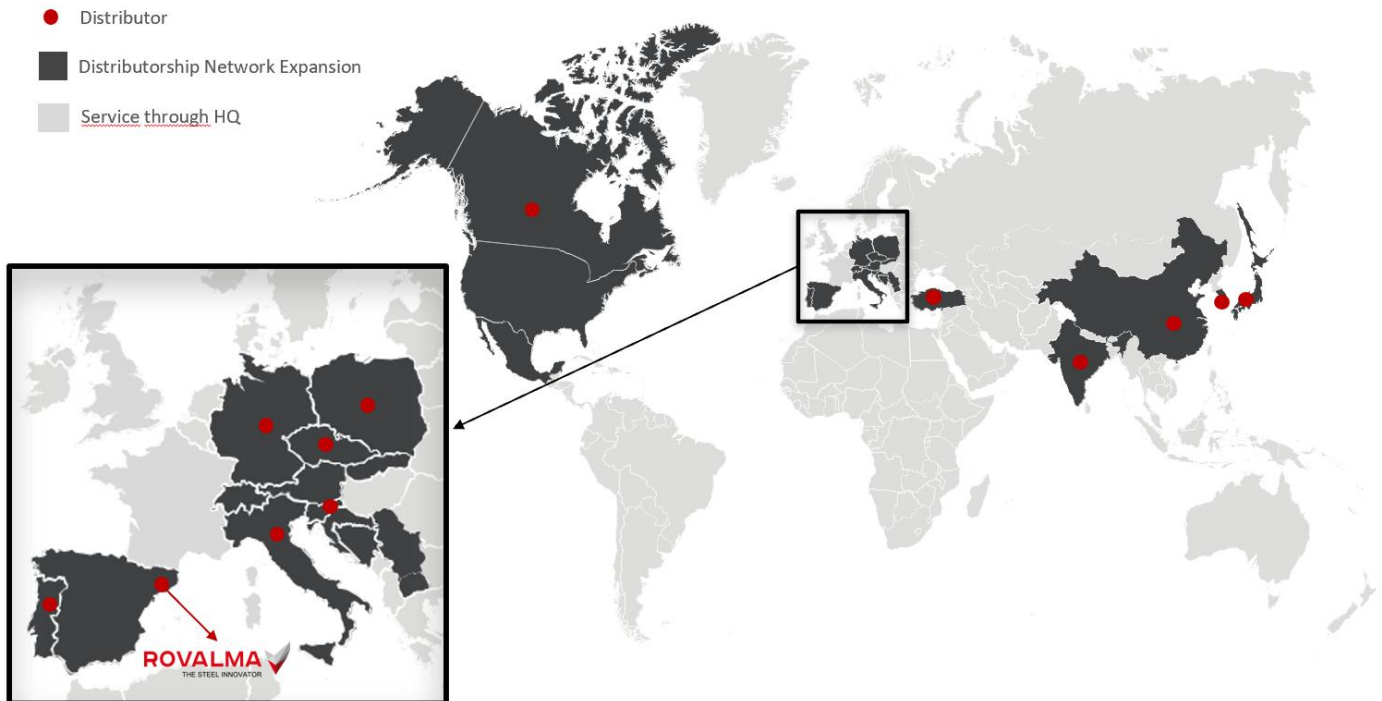 Distributor
Distributorship Network Expansion
Service through HQ
ROVALMA
THE STEEL INNOVATOR